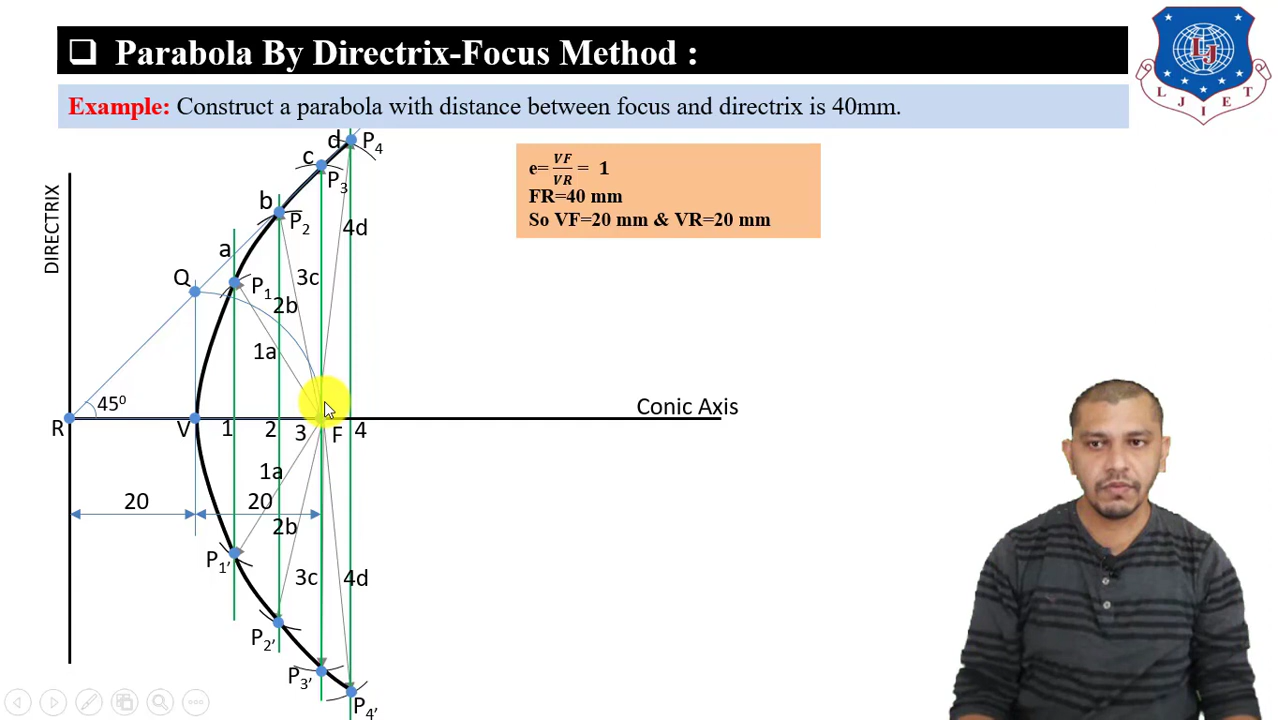 ❑ Parabola By Directrix-Focus Method :
L J I E T
LJ
Example: Construct a parabola with distance between focus and directrix is 40mm.
e= VF/VR = 1
FR=40 mm
So VF=20 mm & VR=20 mm
DIRECTRIX
d P4
c
P3
b
P2
4d
a
Q
3c
P1
2b
1a
45⁰
Conic Axis
R
V
1
2
3
F
4
1a
20
20
2b
P1'
3c
4d
P2'
P3'
P4'